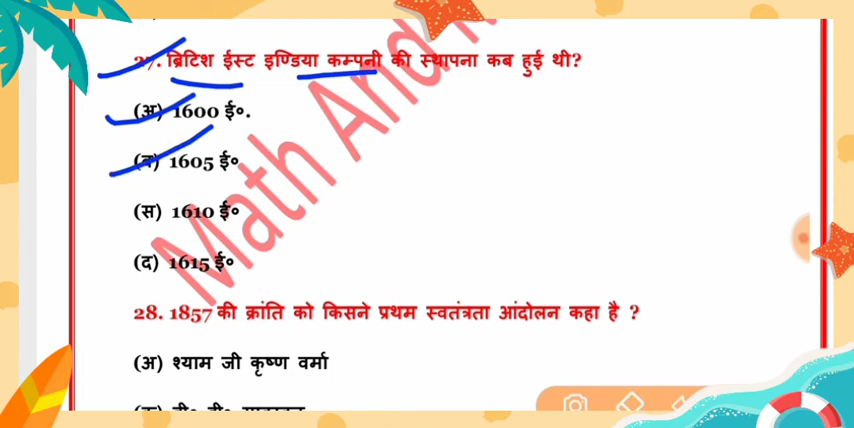 27. ब्रिटिश ईस्ट इण्डिया कम्पनी की स्थापना कब हुई थी?
(अ) 1600 ई०.
(ब) 1605 ई०
(स) 1610 ई०
(द) 1615 ई०
Math And
28. 1857 की क्रांति को किसने प्रथम स्वतंत्रता आंदोलन कहा है ?
(अ) श्याम जी कृष्ण वर्मा